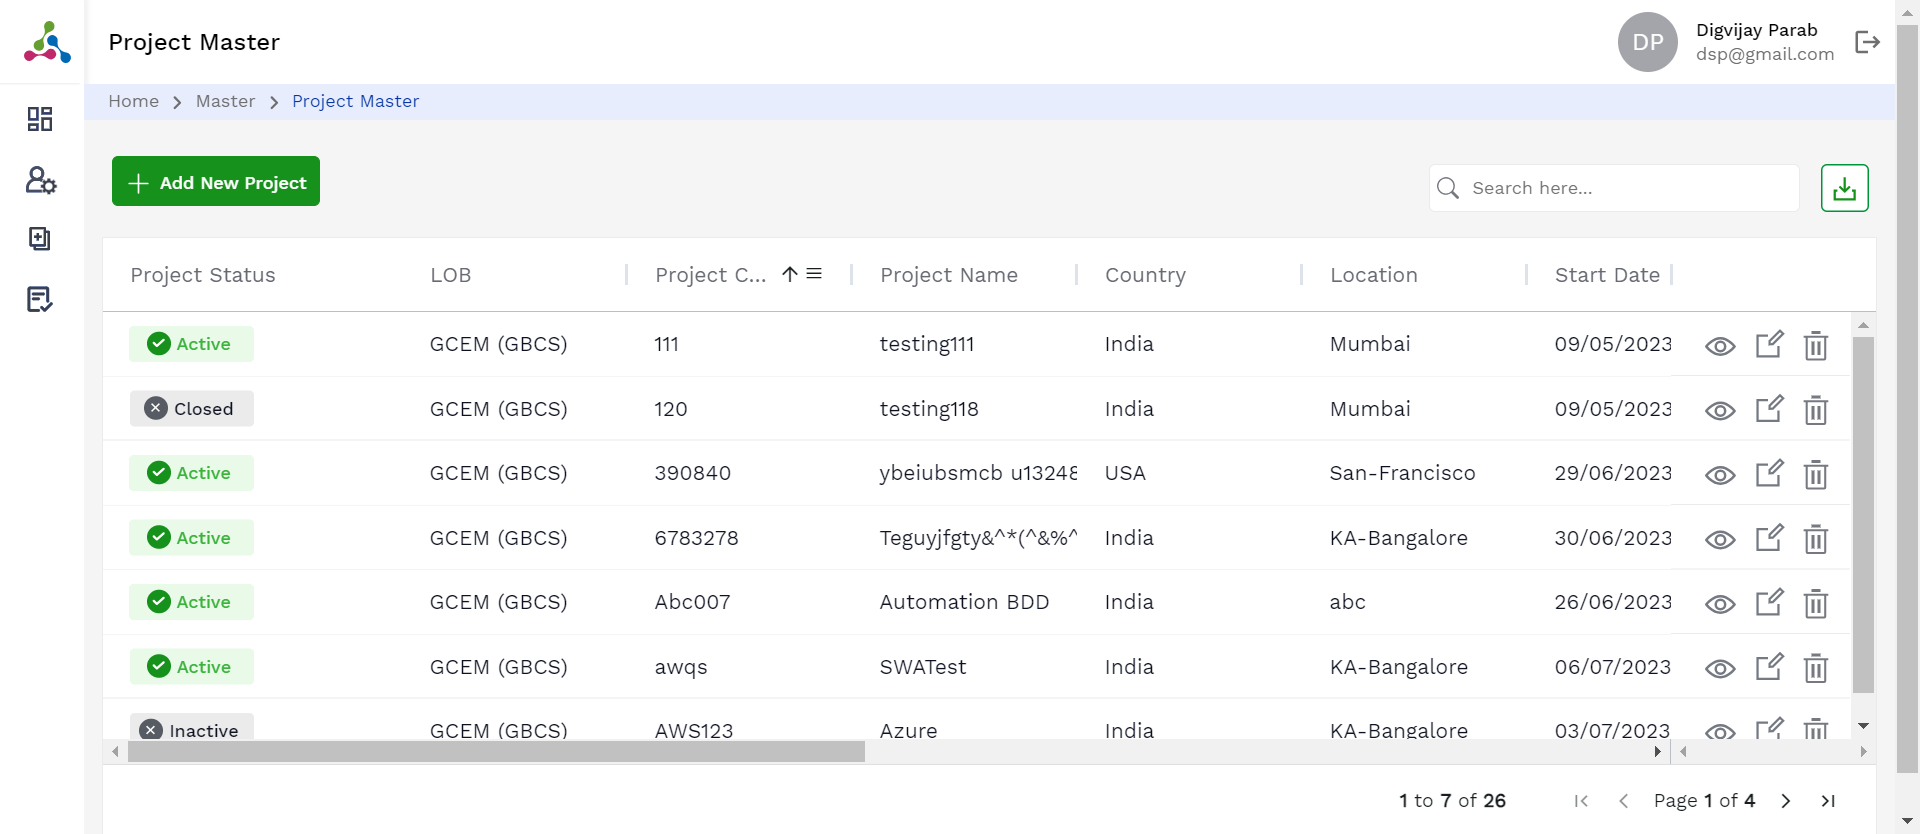 Project Master
DP
Digvijay Parab
dsp@gmail.com
Home Master Project Master
Add New Project
Search here...
Project Status LOB Project C... Project Name Country Location Start Date
Active GCEM (GBCS) 111 testing111 India Mumbai 09/05/2023
Closed GCEM (GBCS) 120 testing118 India Mumbai 09/05/2023
Active GCEM (GBCS) 390840 ybeiubsmcb u13248 USA San-Francisco 29/06/2023
Active GCEM (GBCS) 6783278 Teguyjfgty&^*(^&%^ India KA-Bangalore 30/06/2023
Active GCEM (GBCS) Abc007 Automation BDD India abc 26/06/2023
Active GCEM (GBCS) awqs SWATest India KA-Bangalore 06/07/2023
Inactive GCEM (GBCS) AWS123 Azure India KA-Bangalore 03/07/2023
1 to 7 of 26 Page 1 of 4